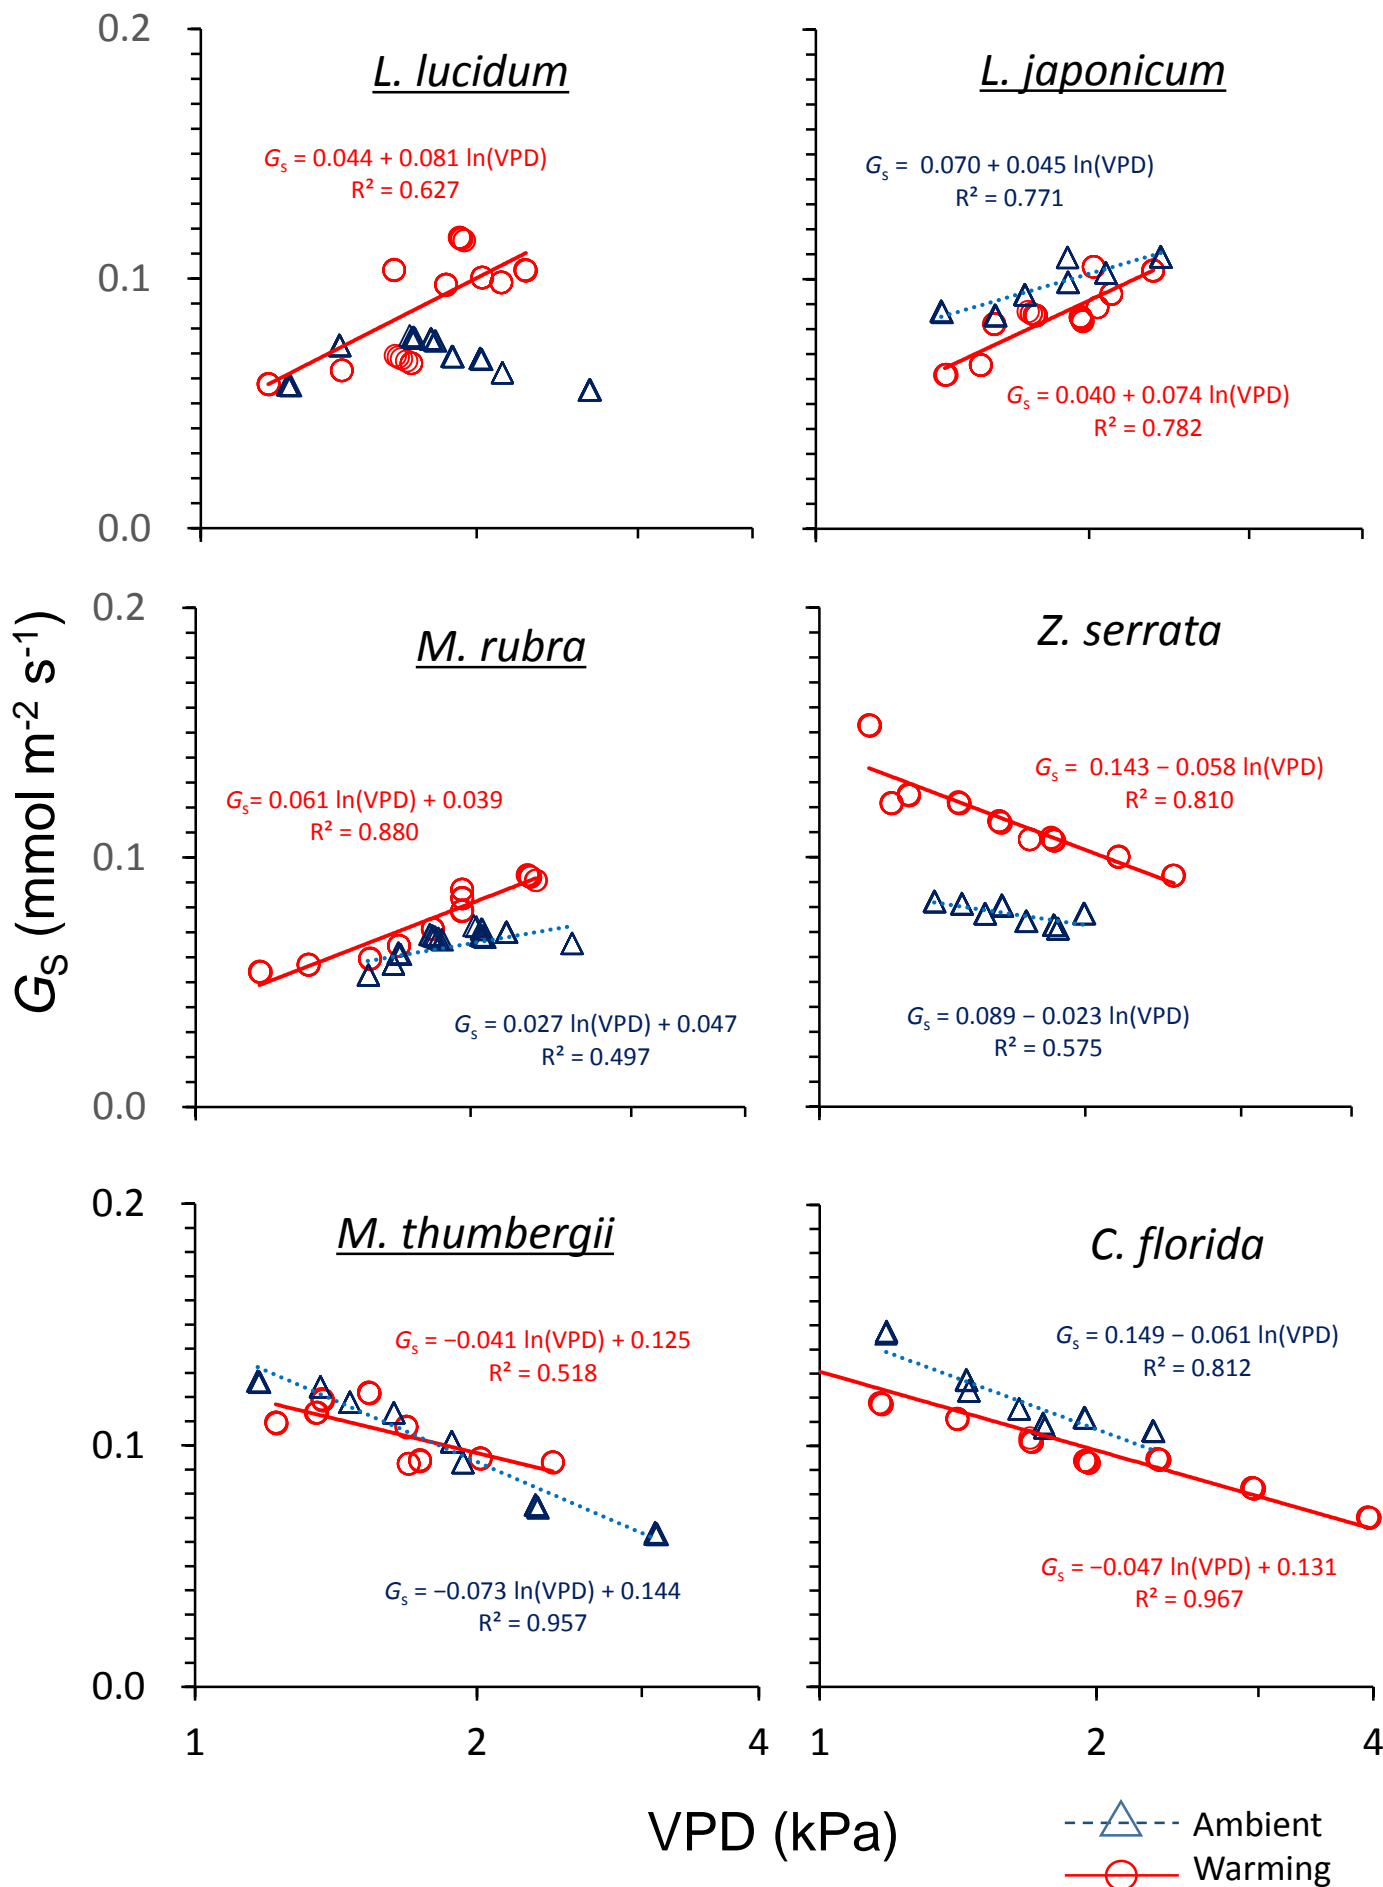 0.2
L. lucidum
L. japonicum
Gs = 0.044 + 0.081 ln(VPD)
R² = 0.627
Gs = 0.070 + 0.045 ln(VPD)
R² = 0.771
0.1
Gs = 0.040 + 0.074 ln(VPD)
R² = 0.782
0.0
0.2
M. rubra
Z. serrata
Gs = 0.143 − 0.058 ln(VPD)
R² = 0.810
Gs= 0.061 ln(VPD) + 0.039
R² = 0.880
0.1
Gs = 0.027 ln(VPD) + 0.047
R² = 0.497
Gs = 0.089 − 0.023 ln(VPD)
R² = 0.575
0.0
GS (mmol m-2 s-1)
0.2
M. thumbergii
C. florida
Gs = −0.041 ln(VPD) + 0.125
R² = 0.518
Gs = 0.149 − 0.061 ln(VPD)
R² = 0.812
0.1
Gs = −0.073 ln(VPD) + 0.144
R² = 0.957
Gs = −0.047 ln(VPD) + 0.131
R² = 0.967
0.0
1 2 4 1 2 4
VPD (kPa)
Ambient
Warming